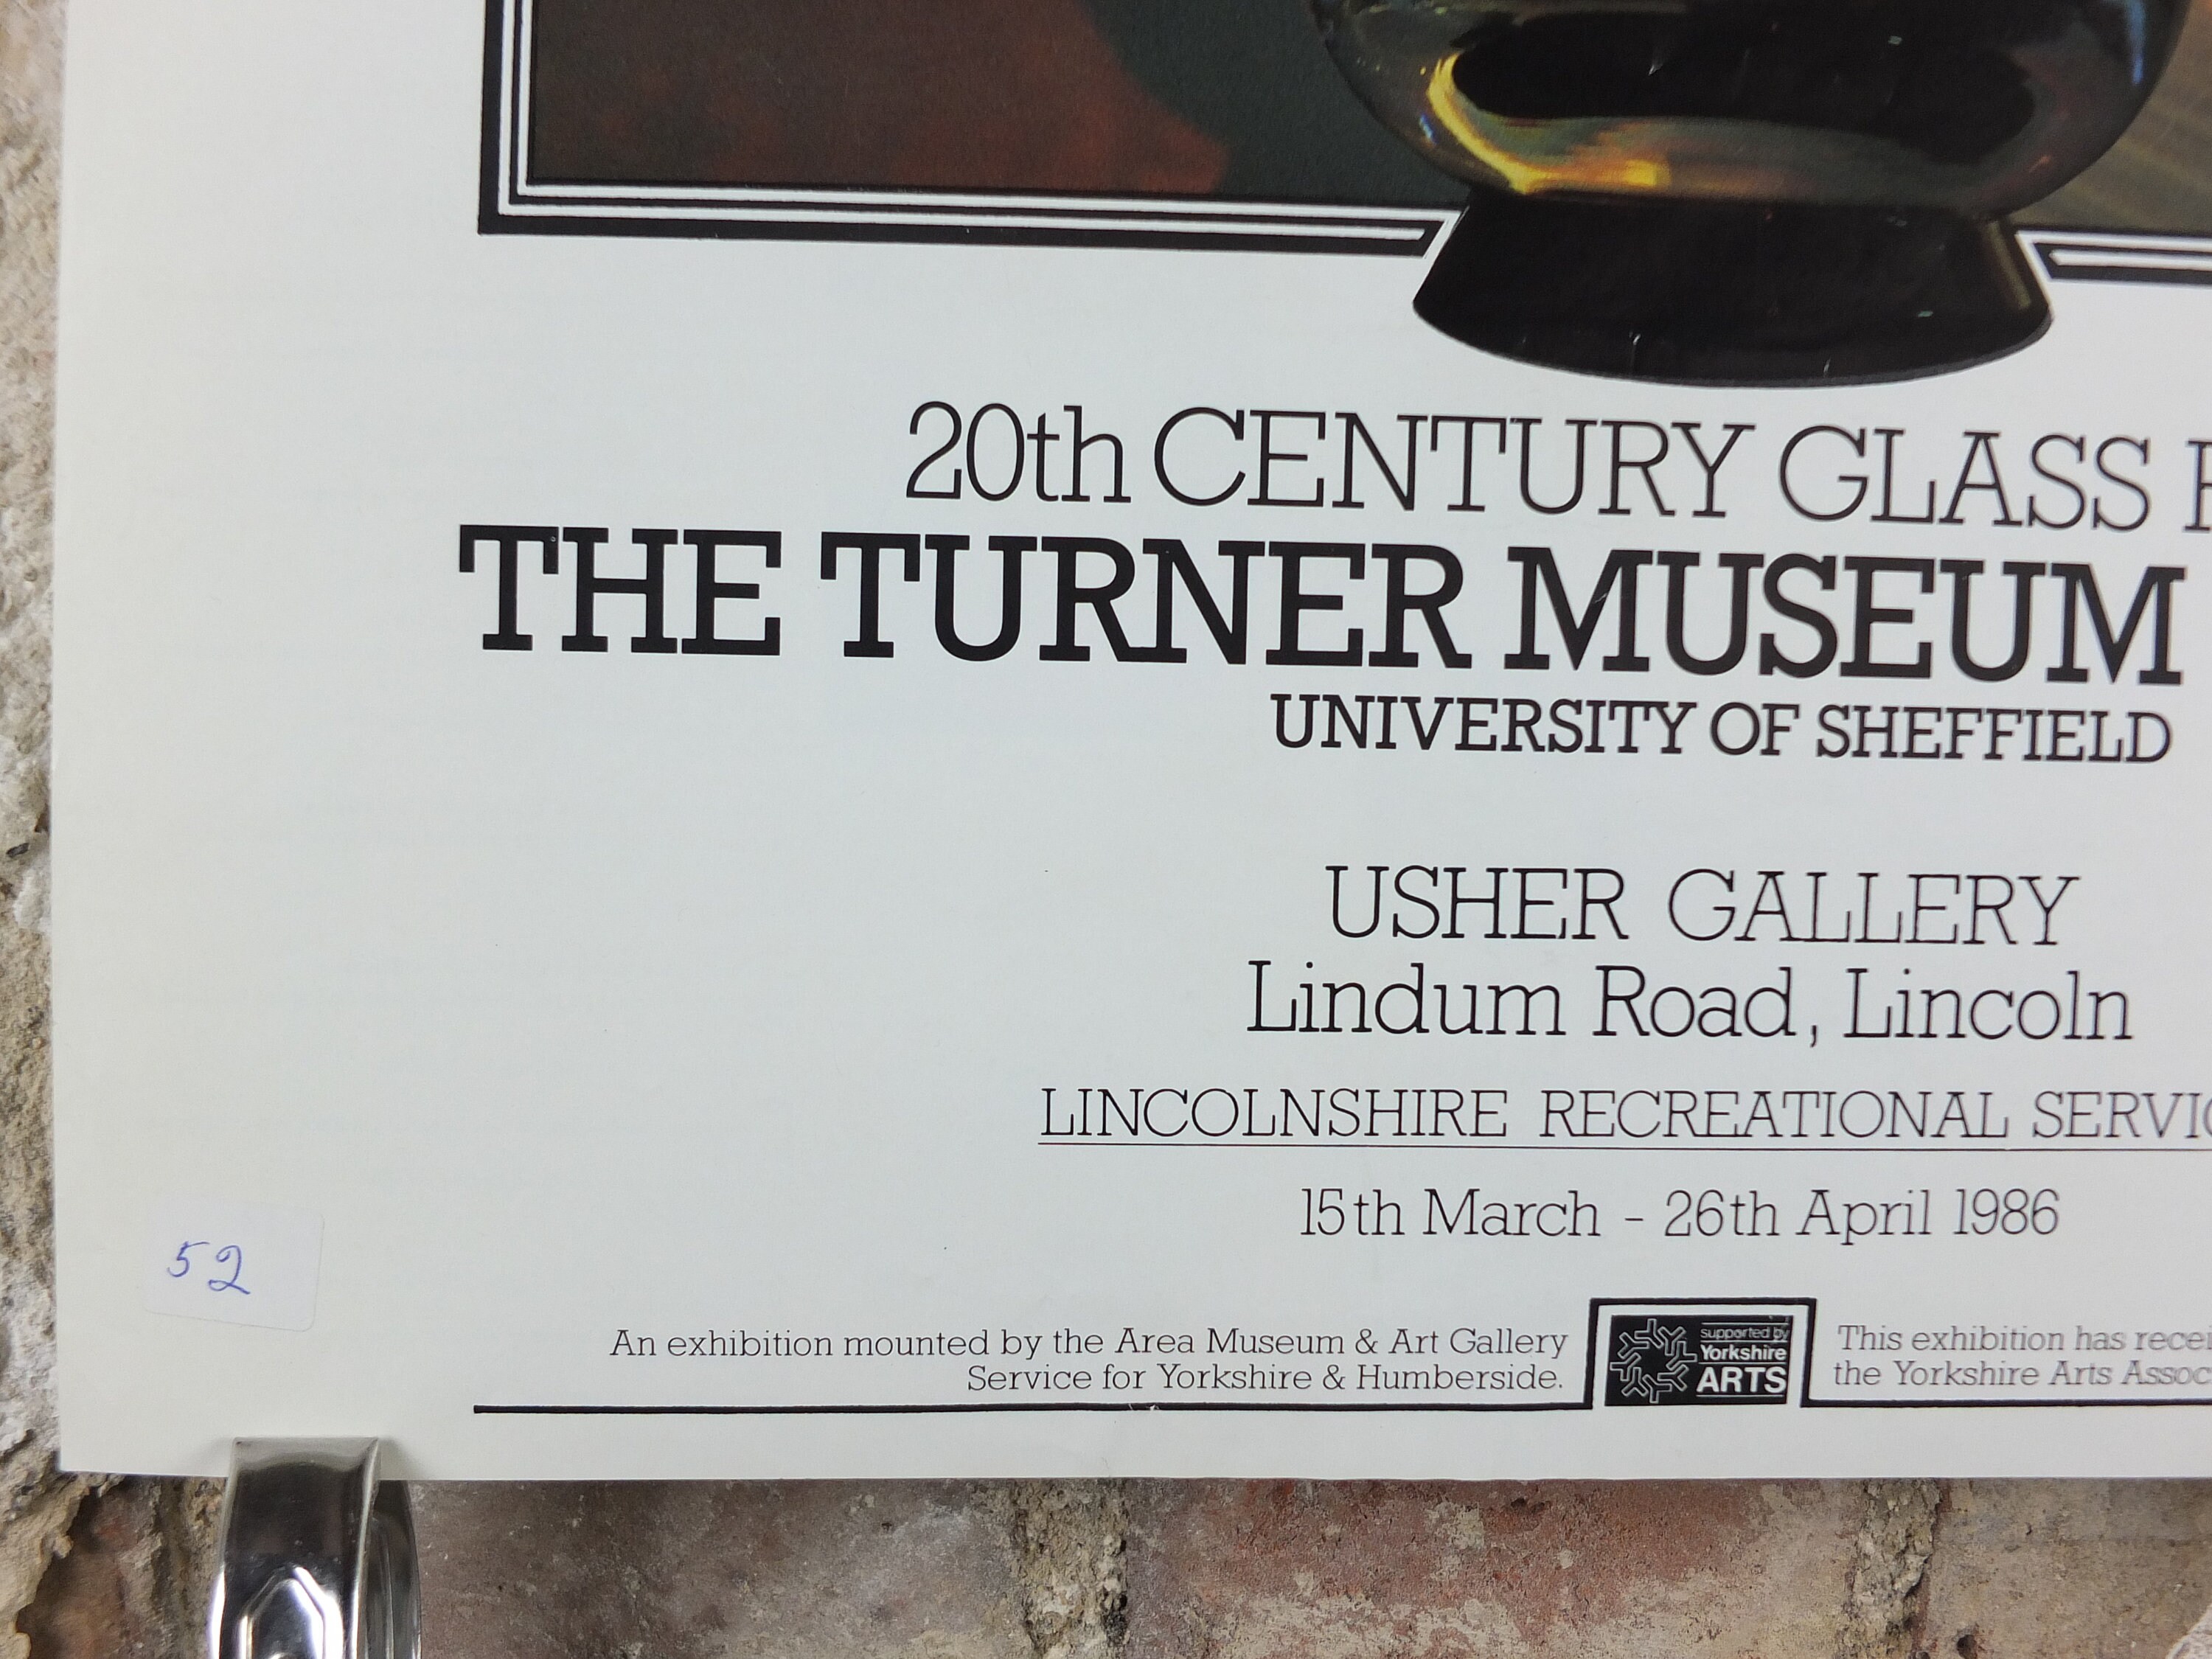 20th CENTURY GLASS
THE TURNER MUSEUM
UNIVERSITY OF SHEFFIELD
USHER GALLERY
Lindum Road, Lincoln
LINCOLNSHIRE RECREATIONAL
15th March - 26th April 1986
52
An exhibition mounted by the Area Museum & Art Gallery
Service for Yorkshire & Humberside.
supported by
Yorkshire
ARTS
This exhibition has
the Yorkshire Arts